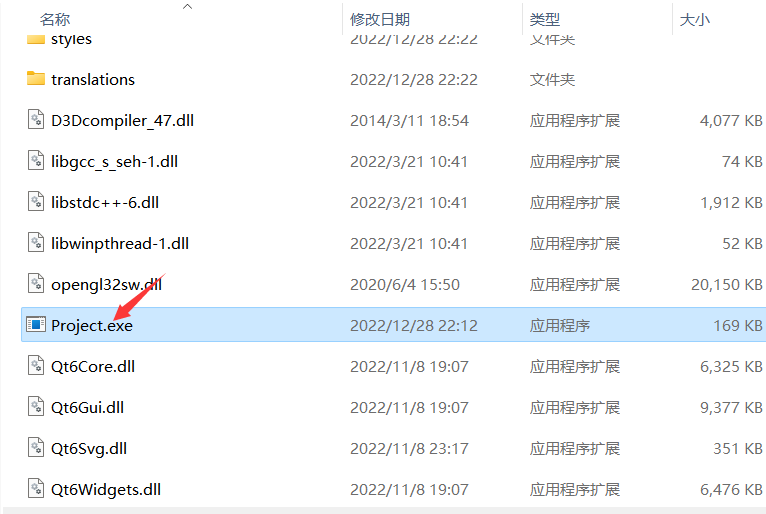 名称 修改日期 类型 大小
styles 2022/12/28 22:22 文件夹
translations 2022/12/28 22:22 文件夹
D3Dcompiler_47.dll 2014/3/11 18:54 应用程序扩展 4,077 KB
libgcc_s_seh-1.dll 2022/3/21 10:41 应用程序扩展 74 KB
libstdc++-6.dll 2022/3/21 10:41 应用程序扩展 1,912 KB
libwinpthread-1.dll 2022/3/21 10:41 应用程序扩展 52 KB
opengl32sw.dll 2020/6/4 15:50 应用程序扩展 20,150 KB
Project.exe 2022/12/28 22:12 应用程序 169 KB
Qt6Core.dll 2022/11/8 19:07 应用程序扩展 6,325 KB
Qt6Gui.dll 2022/11/8 19:07 应用程序扩展 9,377 KB
Qt6Svg.dll 2022/11/8 23:17 应用程序扩展 351 KB
Qt6Widgets.dll 2022/11/8 19:07 应用程序扩展 6,476 KB